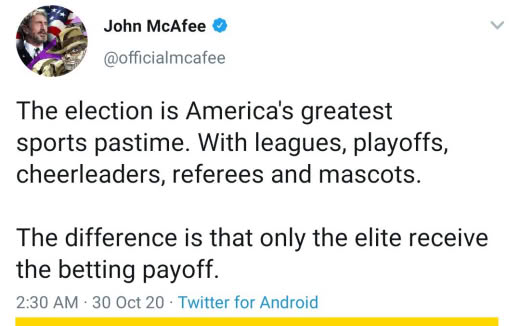 John McAfee
@officialmcafee
The election is America's greatest
sports pastime. With leagues, playoffs,
cheerleaders, referees and mascots.
The difference is that only the elite receive
the betting payoff.
2:30 AM · 30 Oct 20 · Twitter for Android